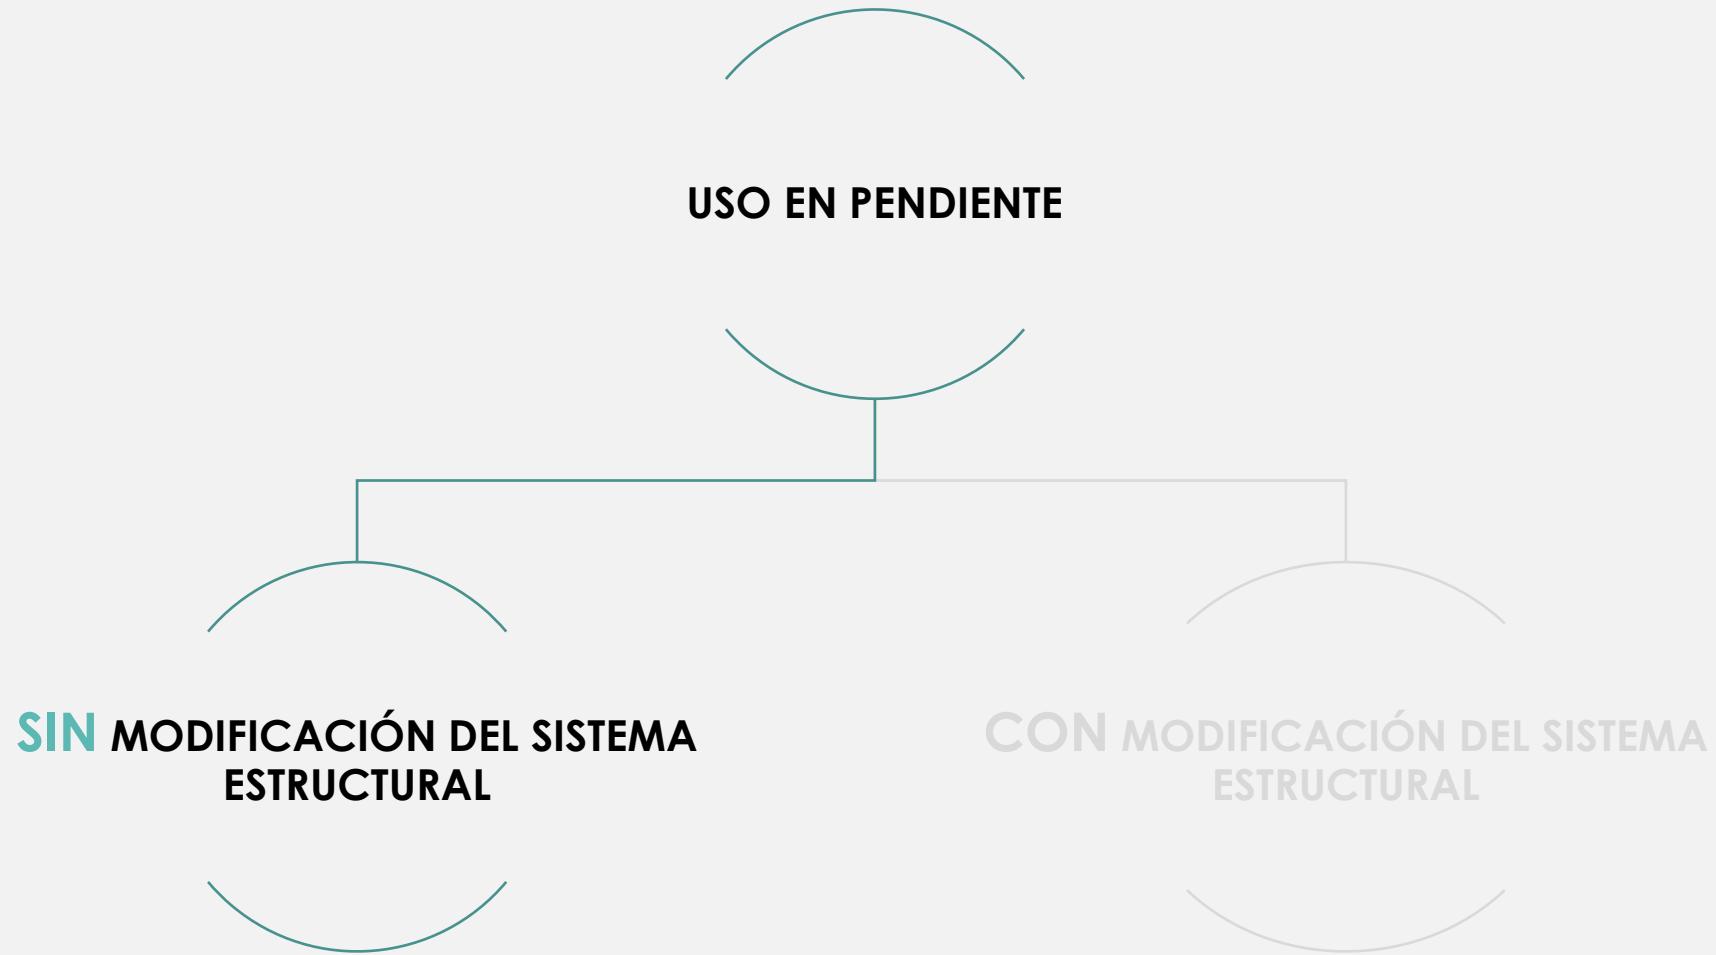 USO EN PENDIENTE
SIN MODIFICACIÓN DEL SISTEMA
ESTRUCTURAL
CON MODIFICACIÓN DEL SISTEMA
ESTRUCTURAL